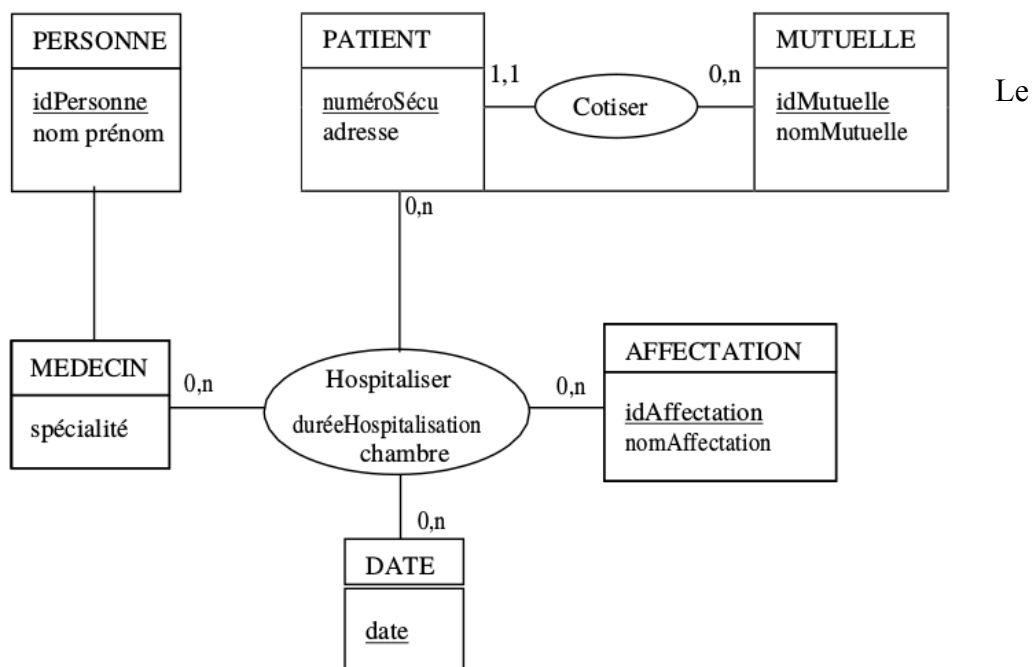 PERSONNE
idPersonne
nom prénom
PATIENT
numéroSécu
adresse
1,1
Cotiser
0,n
MUTUELLE
idMutuelle
nomMutuelle
Le
0,n
MEDECIN
spécialité
0,n
Hospitaliser
duréeHospitalisation
chambre
0,n
AFFECTATION
idAffectation
nomAffectation
0,n
DATE
date